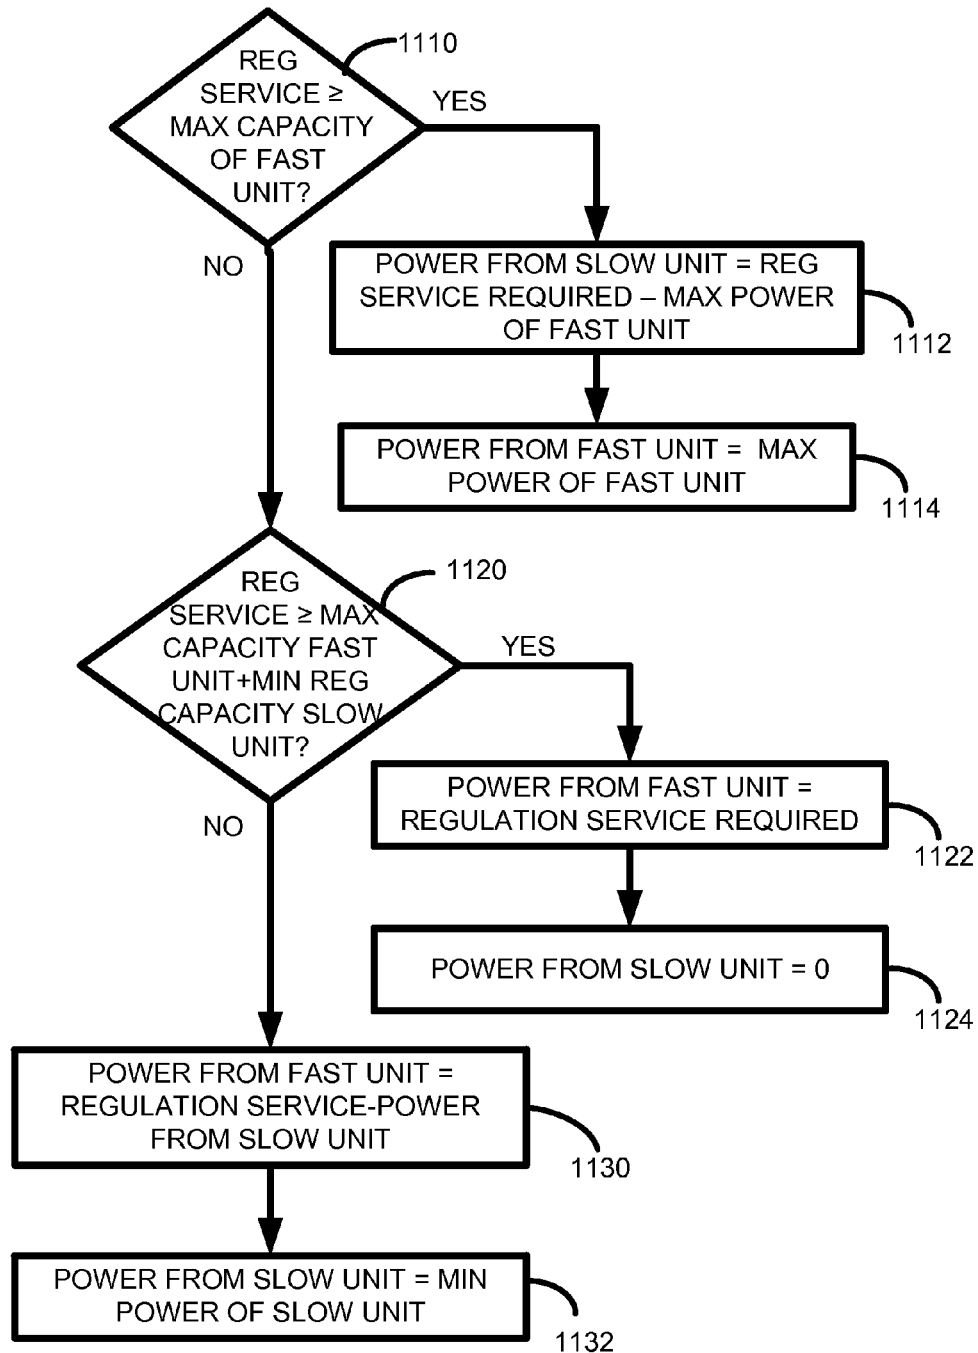 REG
SERVICE ≥
MAX CAPACITY
OF FAST
UNIT?
1110
YES
NO
POWER FROM SLOW UNIT = REG
SERVICE REQUIRED – MAX POWER
OF FAST UNIT
1112
POWER FROM FAST UNIT = MAX
POWER OF FAST UNIT
1114
REG
SERVICE ≥ MAX
CAPACITY FAST
UNIT+MIN REG
CAPACITY SLOW
UNIT?
1120
YES
NO
POWER FROM FAST UNIT =
REGULATION SERVICE REQUIRED
1122
POWER FROM SLOW UNIT = 0
1124
POWER FROM FAST UNIT =
REGULATION SERVICE-POWER
FROM SLOW UNIT
1130
POWER FROM SLOW UNIT = MIN
POWER OF SLOW UNIT
1132